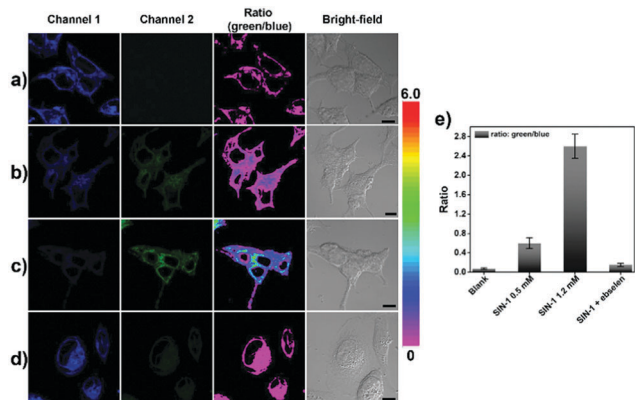 Channel 1 Channel 2 Ratio (green/blue) Bright-field
a)
b)
c)
d)
6.0
0
e)
ratio: green/blue
2.8
2.4
2.0
1.6
1.2
0.8
0.4
0.0
Ratio
Blank
SIN-1 0.5 mM
SIN-1 1.2 mM
SIN-1 + ebselen